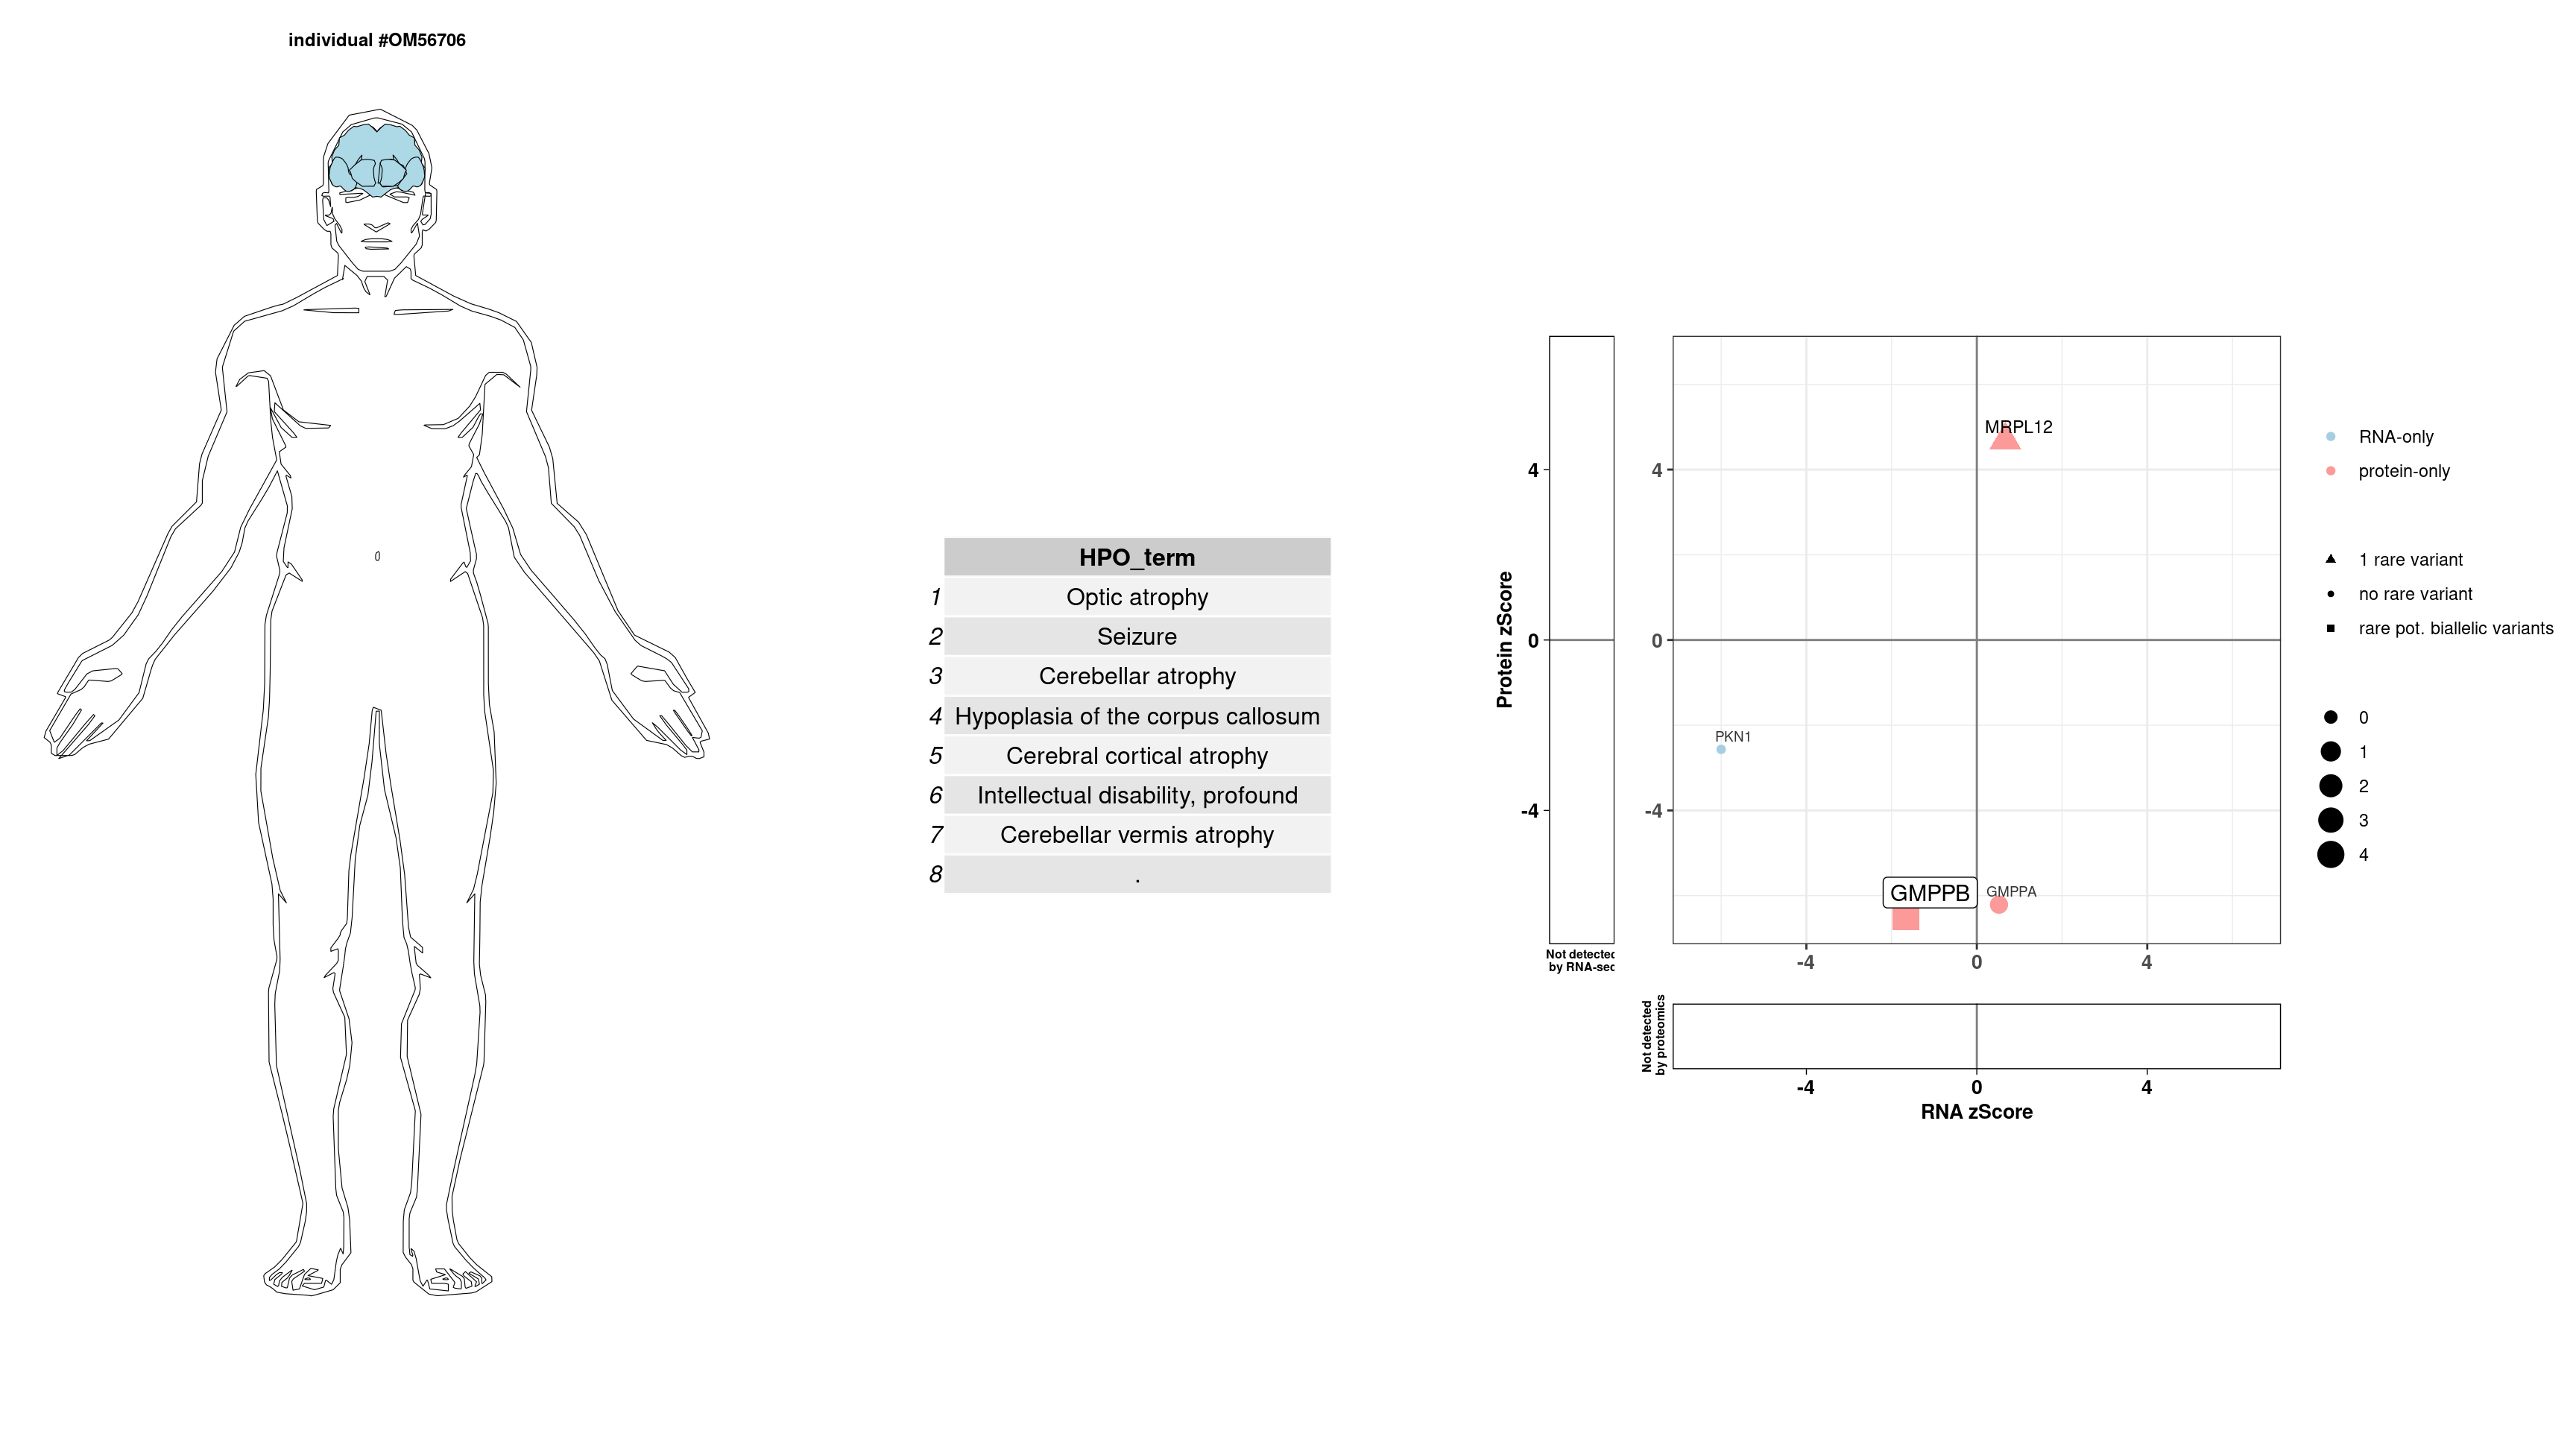 individual #OM56706
HPO_term
1 Optic atrophy
2 Seizure
3 Cerebellar atrophy
4 Hypoplasia of the corpus callosum
5 Cerebral cortical atrophy
6 Intellectual disability, profound
7 Cerebellar vermis atrophy
8 .
Protein zScore
4
0
-4
Not detected
by RNA-seq
4
0
-4
MRPL12
PKN1
GMPPB
GMPPA
-4 0 4
Not detected
by proteomics
-4 0 4
RNA zScore
RNA-only
protein-only
1 rare variant
no rare variant
rare pot. biallelic variants
0
1
2
3
4